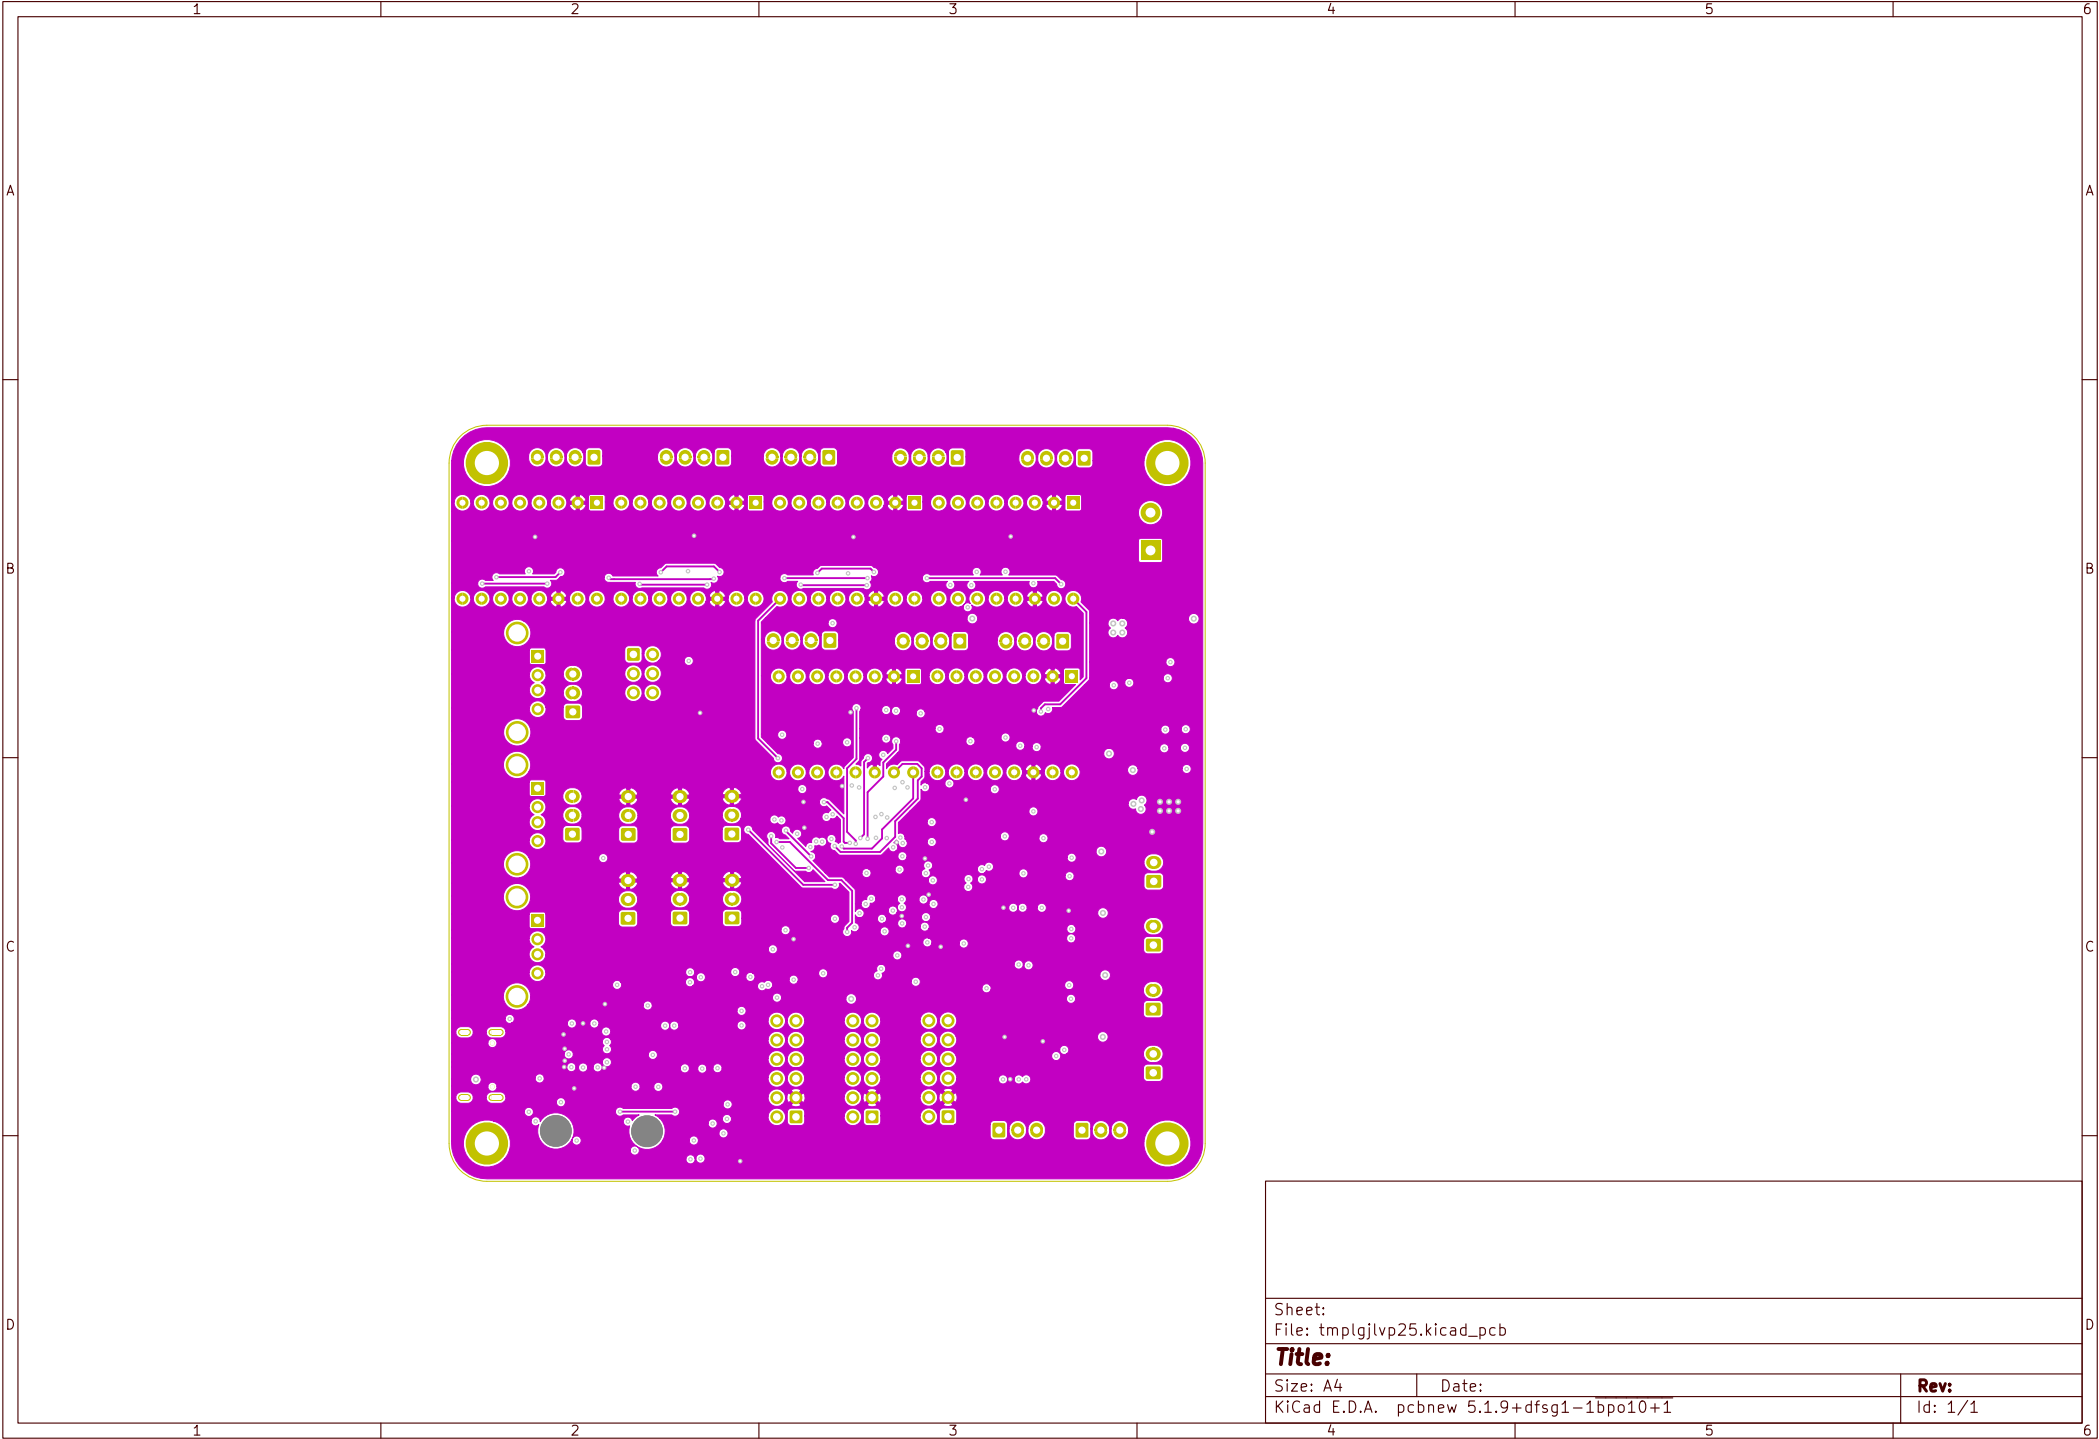 1 2 3 4 5 6
A A
B B
C C
D D
Sheet:
File: tmplgjlvp25.kicad_pcb
Title:
Size: A4 Date: Rev:
KiCad E.D.A. pcbnew 5.1.9+dfsg1-1bpo10+1 Id: 1/1
1 2 3 4 5 6